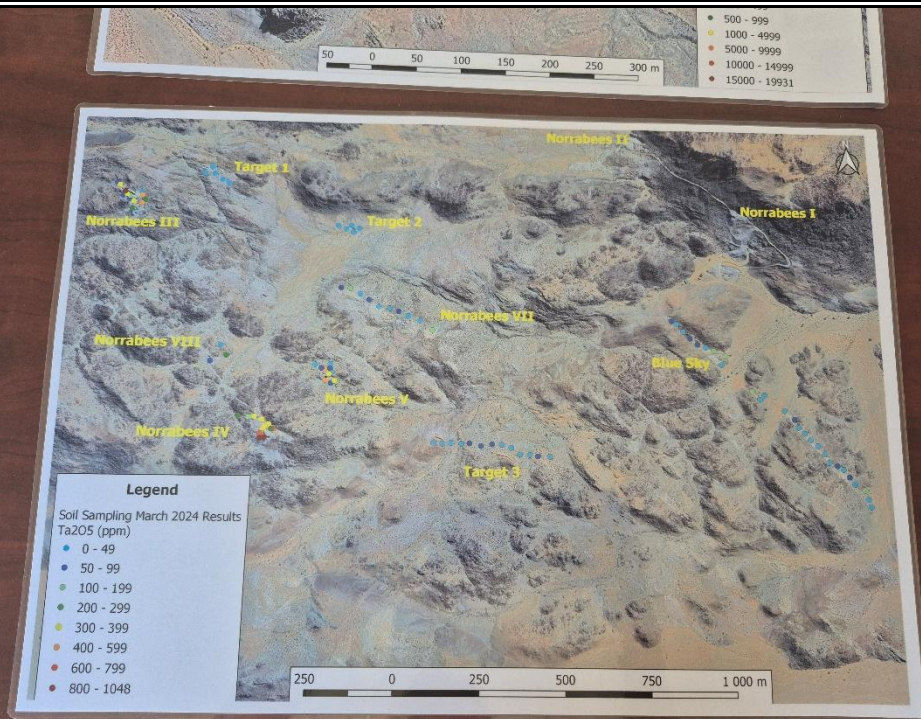 500 - 999
1000 - 4999
5000 - 9999
10000 - 14999
15000 - 19931
50 0 50 100 150 200 250 300 m
Norrabees II
Target 1
Norrabees III
Norrabees I
Target 2
Norrabees VII
Norrabees VIII
Blue Sky
Norrabees V
Norrabees IV
Target 3
Legend
Soil Sampling March 2024 Results
Ta2O5 (ppm)
0 - 49
50 - 99
100 - 199
200 - 299
300 - 399
400 - 599
600 - 799
800 - 1048
250 0 250 500 750 1 000 m